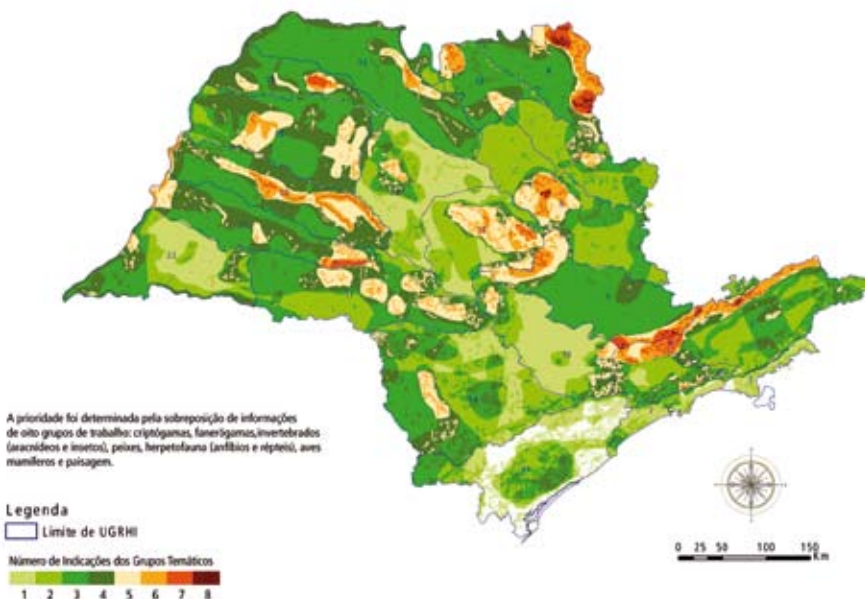 A prioridade foi determinada pela sobreposição de informações
de oito grupos de trabalho: criptógamas, fanerógamas,invertebrados
(aracnídeos e insetos), peixes, herpetofauna (anfíbios e répteis), aves
mamíferos e paisagem.
Legenda
Limite de UGRHI
Número de Indicações dos Grupos Temáticos
1 2 3 4 5 6 7 8
0 25 50 100 150
Km